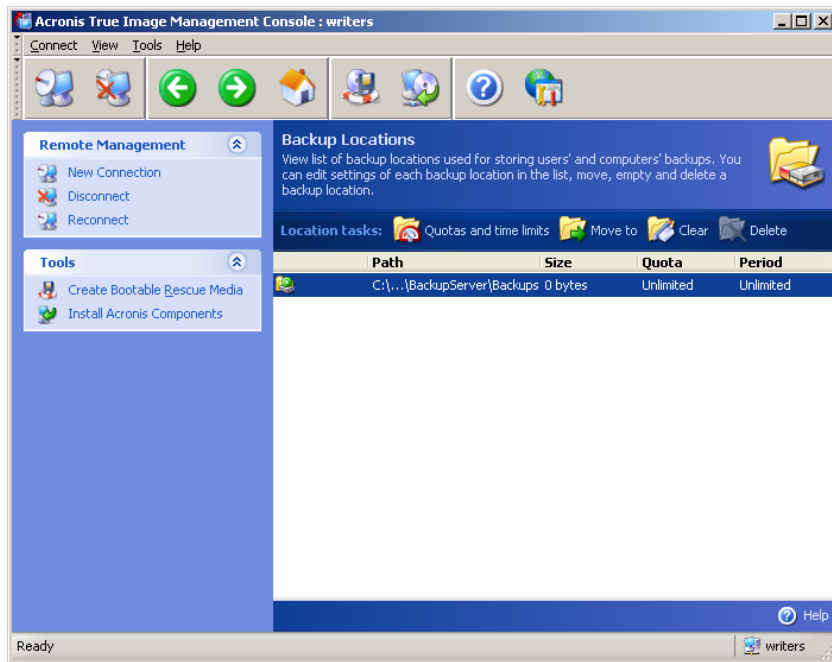 Acronis True Image Management Console : writers
Connect View Tools Help
Remote Management
New Connection
Disconnect
Reconnect
Tools
Create Bootable Rescue Media
Install Acronis Components
Backup Locations
View list of backup locations used for storing users' and computers' backups. You
can edit settings of each backup location in the list, move, empty and delete a
backup location.
Location tasks: Quotas and time limits Move to Clear Delete
Path Size Quota Period
C:\...\BackupServer\Backups 0 bytes Unlimited Unlimited
Help
Ready writers